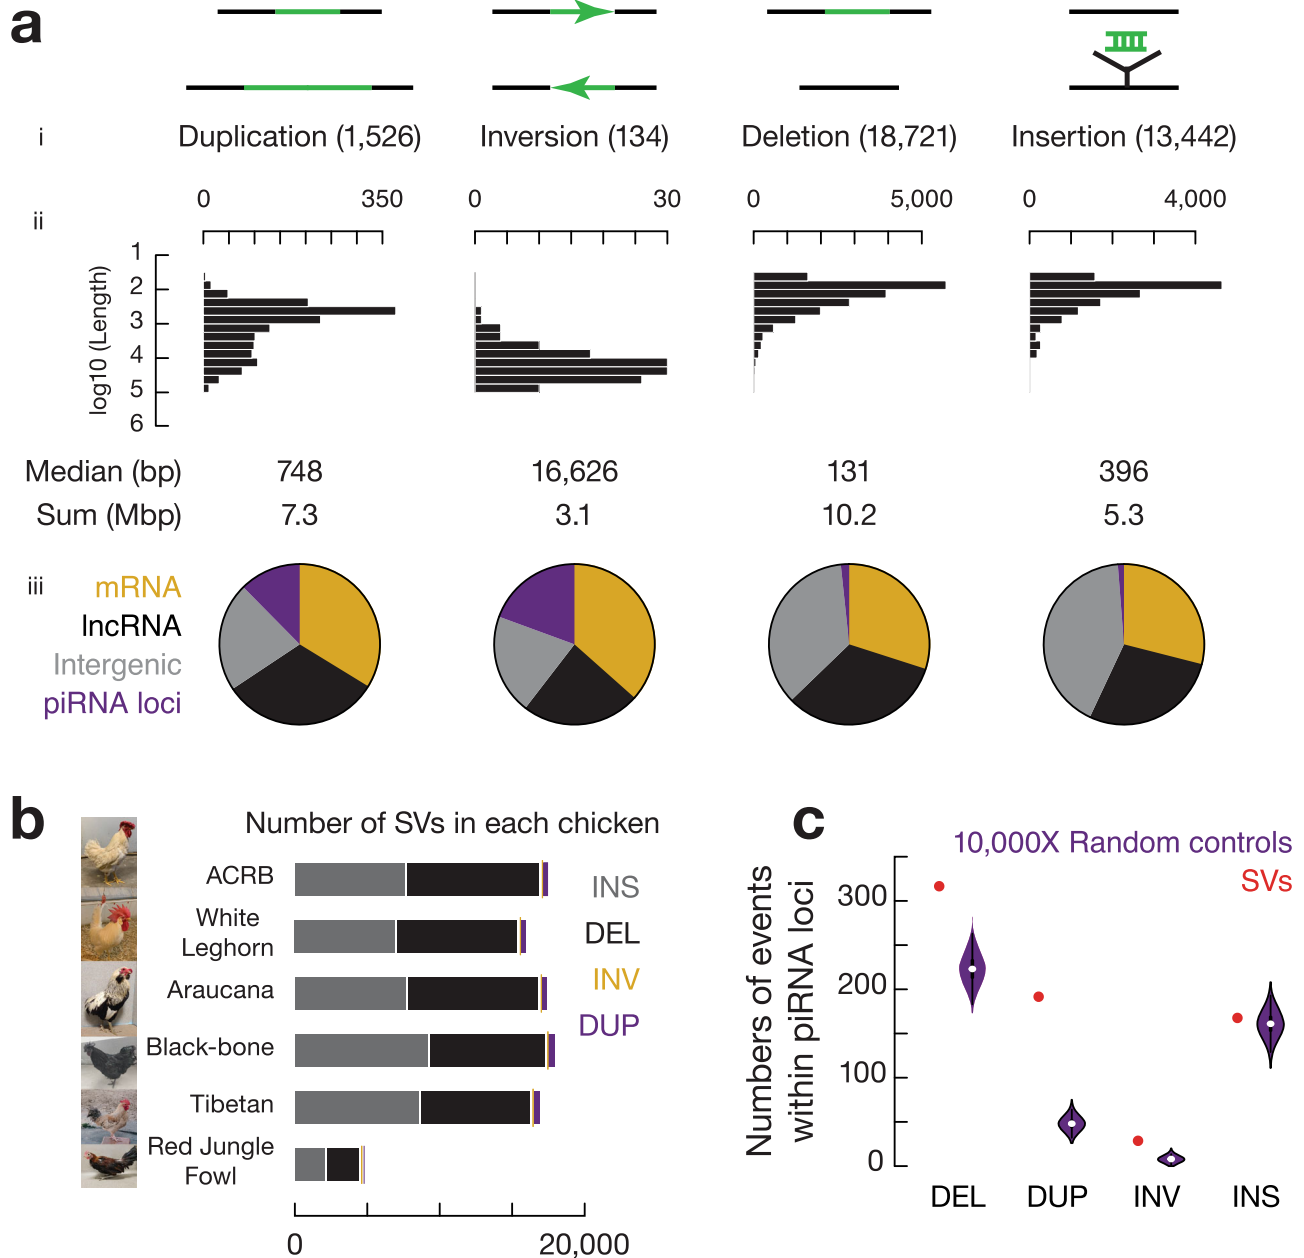 a
i Duplication (1,526) Inversion (134) Deletion (18,721) Insertion (13,442)
ii
0 350 0 30 0 5,000 0 4,000
log10 (Length)
1
2
3
4
5
6
Median (bp) 748 16,626 131 396
Sum (Mbp) 7.3 3.1 10.2 5.3
iii
mRNA
lncRNA
Intergenic
piRNA loci
b
Number of SVs in each chicken
ACRB
White
Leghorn
Araucana
Black-bone
Tibetan
Red Jungle
Fowl
INS
DEL
INV
DUP
0 20,000
c
10,000X Random controls
SVs
Numbers of events
within piRNA loci
300
200
100
0
DEL DUP INV INS